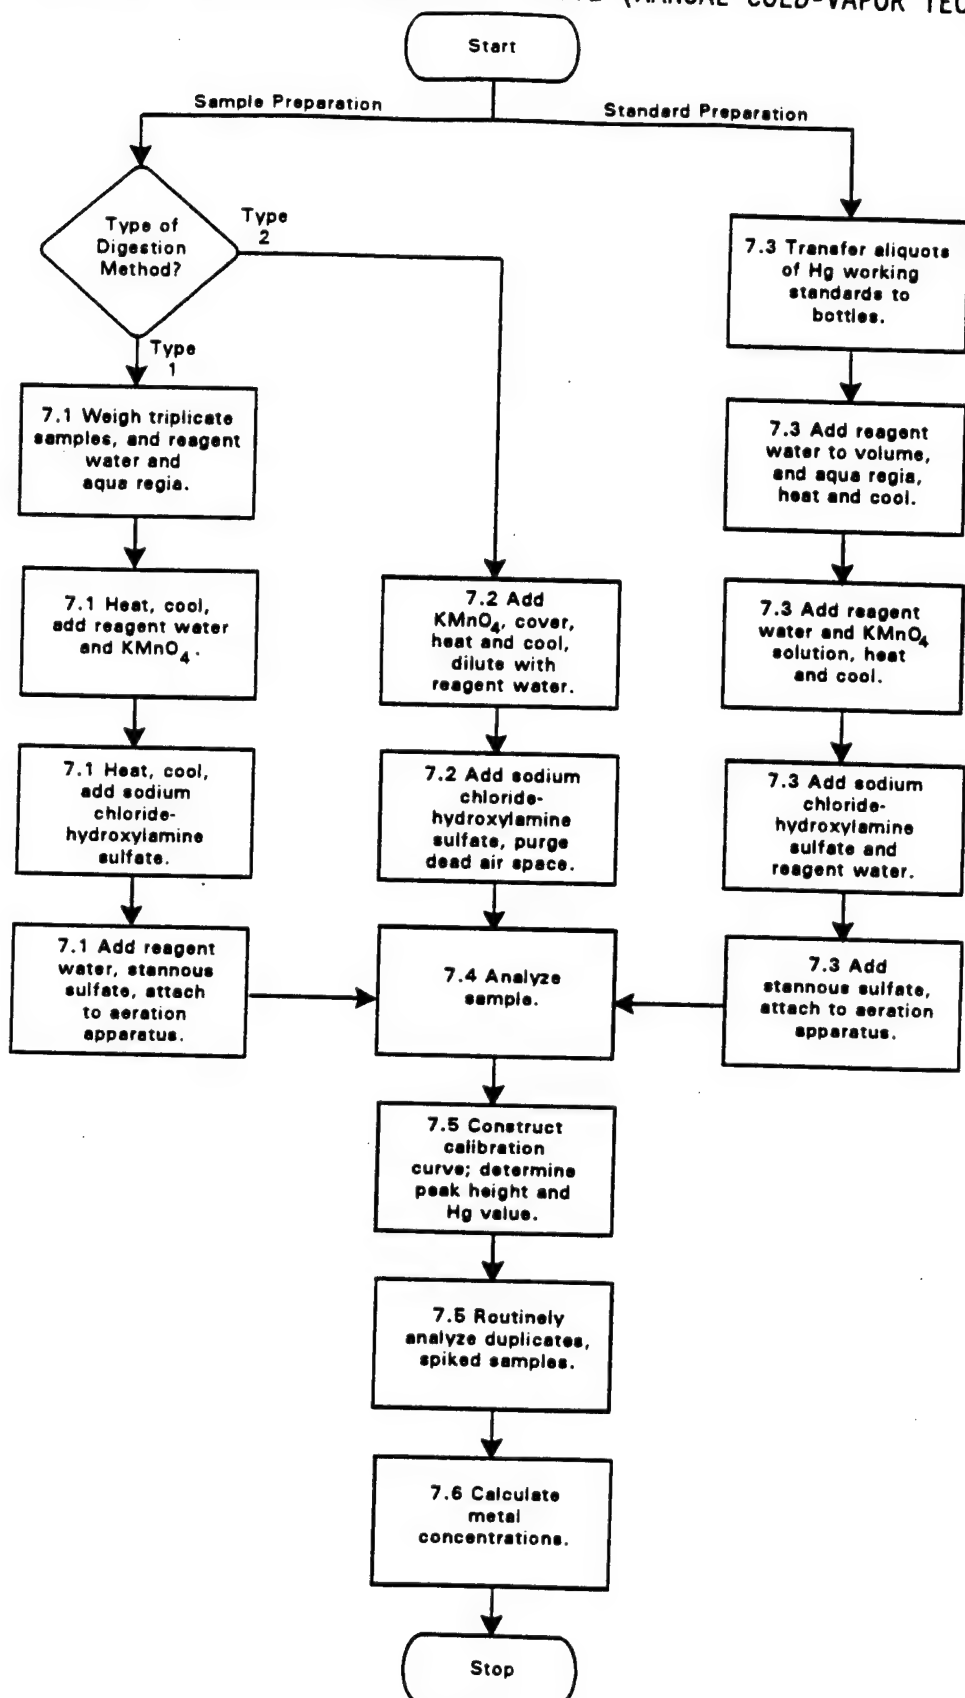 (MANUAL COLD-VAPOR
Start
Sample Preparation
Standard Preparation
Type of
Digestion
Method?
Type
2
Type
1
7.3 Transfer aliquots
of Hg working
standards to
bottles.
7.1 Weigh triplicate
samples, and reagent
water and
aqua regia.
7.3 Add reagent
water to volume,
and aqua regia,
heat and cool.
7.1 Heat, cool,
add reagent water
and KMnO4.
7.2 Add
KMnO4, cover,
heat and cool,
dilute with
reagent water.
7.3 Add reagent
water and KMnO4
solution, heat
and cool.
7.1 Heat, cool,
add sodium
chloride-
hydroxylamine
sulfate.
7.2 Add sodium
chloride-
hydroxylamine
sulfate, purge
dead air space.
7.3 Add sodium
chloride-
hydroxylamine
sulfate and
reagent water.
7.1 Add reagent
water, stannous
sulfate, attach
to aeration
apparatus.
7.4 Analyze
sample.
7.3 Add
stannous sulfate,
attach to aeration
apparatus.
7.5 Construct
calibration
curve; determine
peak height and
Hg value.
7.5 Routinely
analyze duplicates,
spiked samples.
7.6 Calculate
metal
concentrations.
Stop